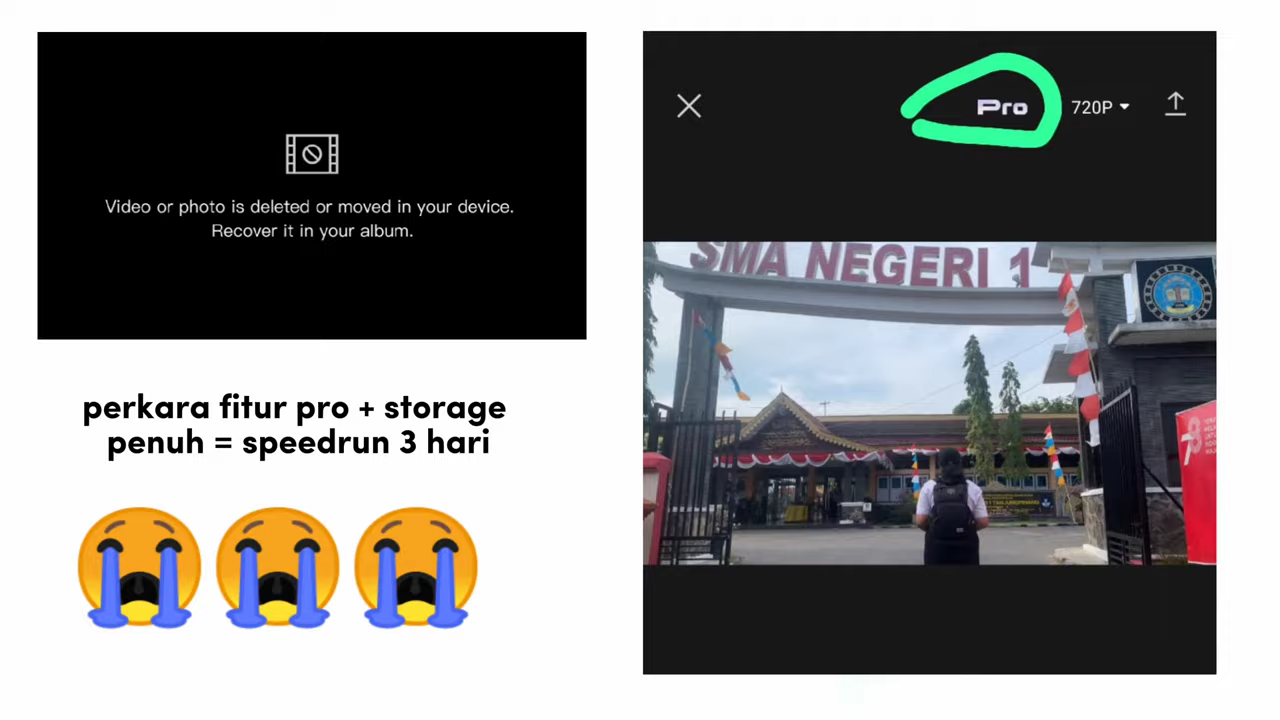 Video or photo is deleted or moved in your device.
Recover it in your album.
perkara fitur pro + storage
penuh = speedrun 3 hari
Pro
720P
SMA NEGERI 1